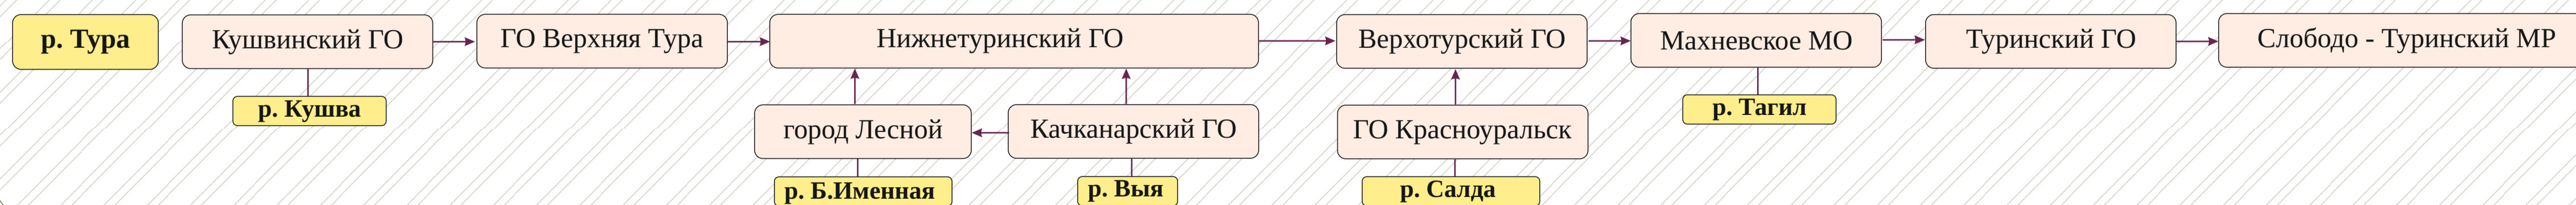 р. Тура
Кушвинский ГО
ГО Верхняя Тура
Нижнетуринский ГО
Верхотурский ГО
Махневское МО
Туринский ГО
Слободо - Туринский МР
р. Кушва
город Лесной
Качканарский ГО
ГО Красноуральск
р. Тагил
р. Б.Именная
р. Выя
р. Салда